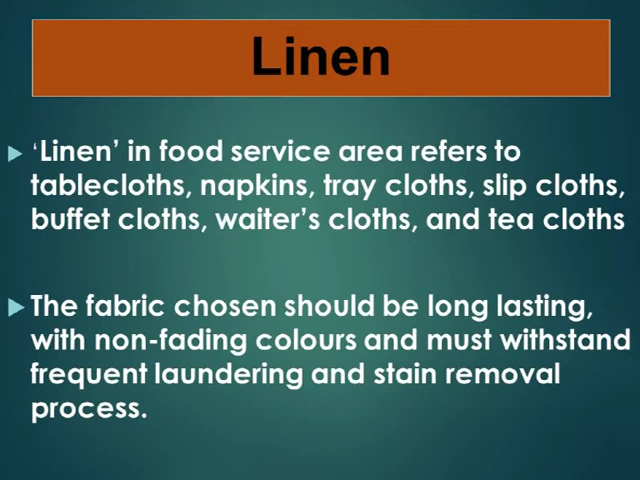 Linen
‘Linen’ in food service area refers to
tablecloths, napkins, tray cloths, slip cloths,
buffet cloths, waiter’s cloths, and tea cloths
The fabric chosen should be long lasting,
with non-fading colours and must withstand
frequent laundering and stain removal
process.